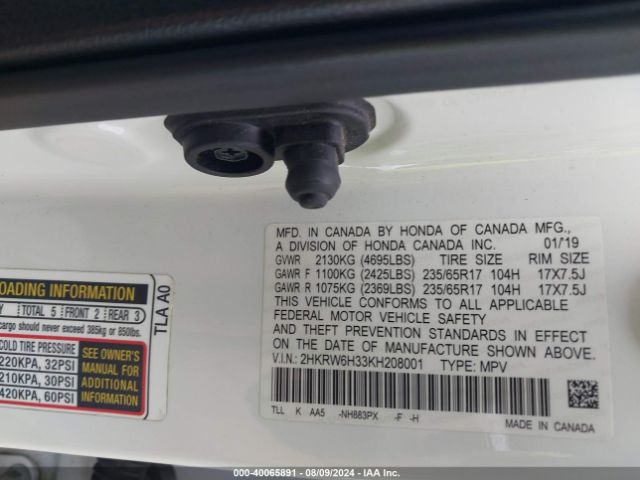 MFD. IN CANADA BY HONDA OF CANADA MFG.,
A DIVISION OF HONDA CANADA INC. 01/19
GVWR 2130KG (4695LBS) TIRE SIZE RIM SIZE
GAWR F 1100KG (2425LBS) 235/65R17 104H 17X7.5J
GAWR R 1075KG (2369LBS) 235/65R17 104H 17X7.5J
THIS VEHICLE CONFORMS TO ALL APPLICABLE
FEDERAL MOTOR VEHICLE SAFETY
AND THEFT PREVENTION STANDARDS IN EFFECT
ON THE DATE OF MANUFACTURE SHOWN ABOVE.
V.I.N.: 2HKRW6H33KH208001 TYPE: MPV
TLL K AA5 -NH883PX -F -H
MADE IN CANADA
OADING INFORMATION
Y TOTAL 5 FRONT 2 REAR 3
cargo should never exceed 385kg or 850lbs.
COLD TIRE PRESSURE
220KPA, 32PSI
210KPA, 30PSI
420KPA, 60PSI
SEE OWNER'S
MANUAL FOR
ADDITIONAL
INFORMATION
TLA A0
000-40065891 - 08/09/2024 - IAA Inc.